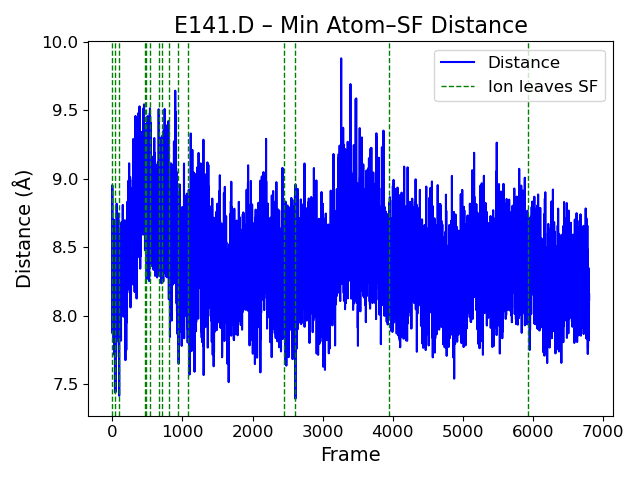 E141.D – Min Atom–SF Distance
Distance (Å)
10.0
9.5
9.0
8.5
8.0
7.5
Distance
Ion leaves SF
0 1000 2000 3000 4000 5000 6000 7000
Frame